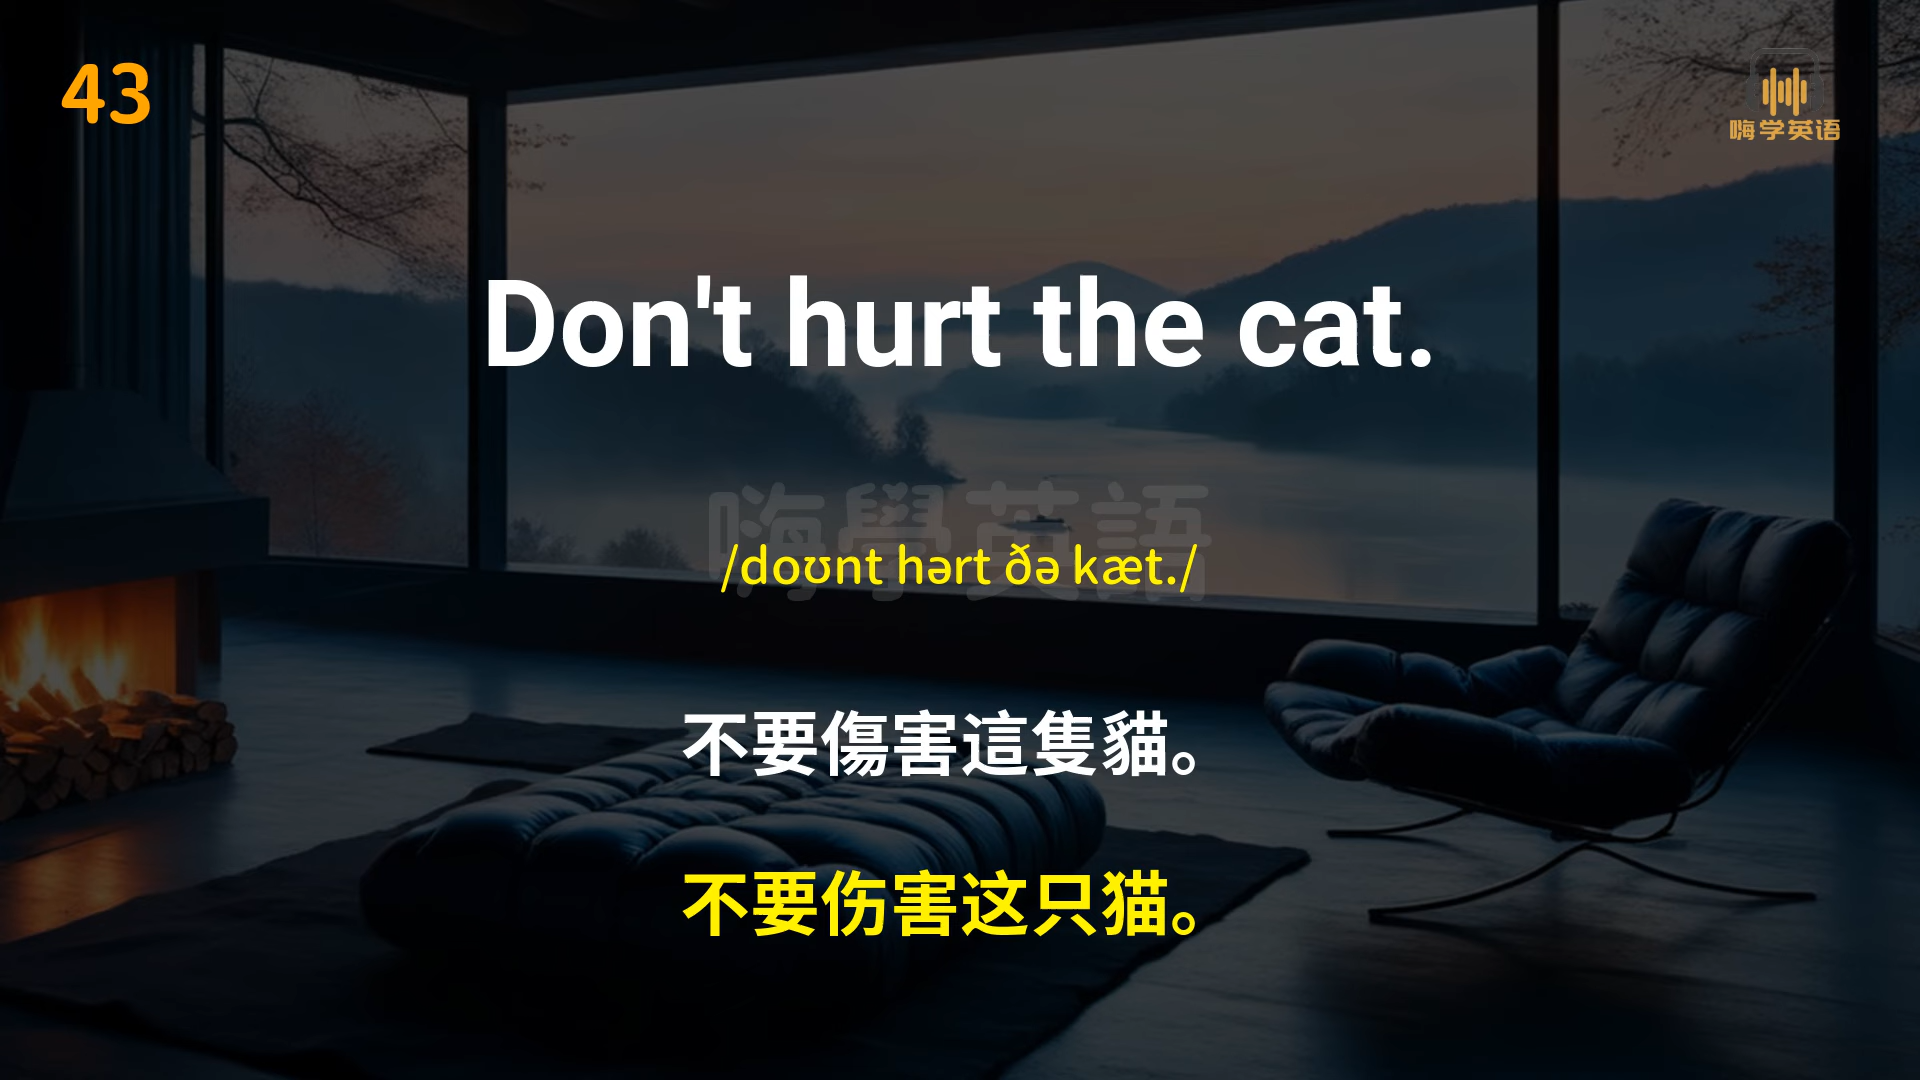 43
嗨学英语
Don't hurt the cat.
嗨學英語
/doʊnt hərt ðə kæt./
不要傷害這隻貓。
不要伤害这只猫。